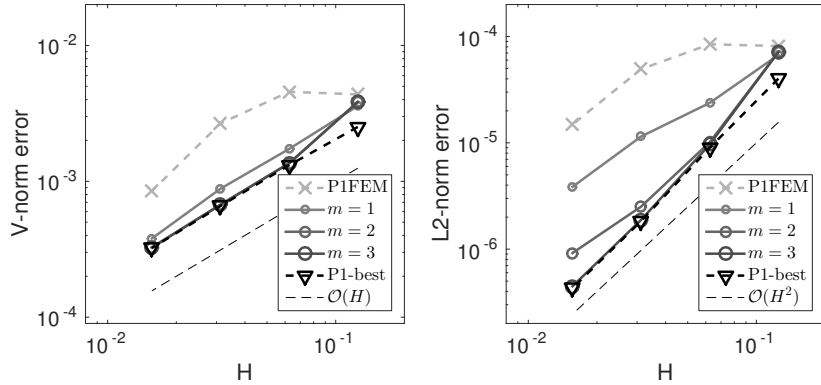 10^-2
10^-3
10^-4
V-norm error
10^-2
10^-1
H
P1FEM
m = 1
m = 2
m = 3
P1-best
𝒪(H)
10^-4
10^-5
10^-6
L2-norm error
10^-2
10^-1
H
P1FEM
m = 1
m = 2
m = 3
P1-best
𝒪(H^2)